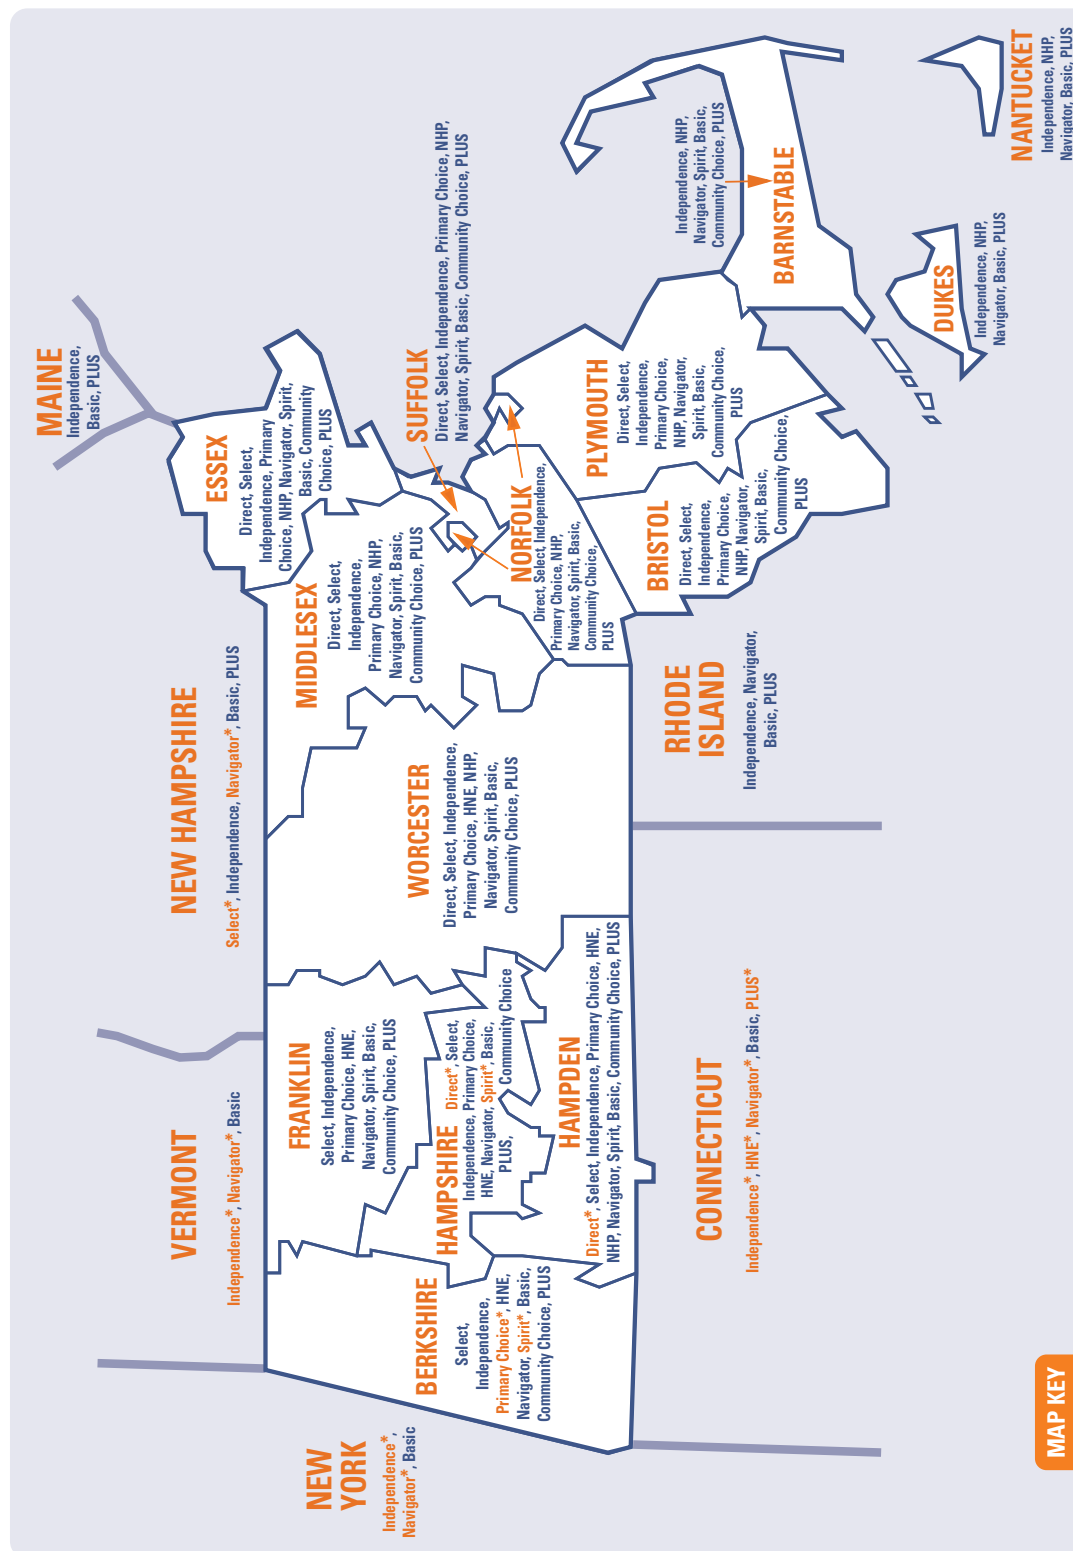 MAINE
Independence,
Basic, PLUS
NEW HAMPSHIRE
Select*, Independence, Navigator*, Basic, PLUS
VERMONT
Independence*, Navigator*, Basic
NEW
YORK
Independence*,
Navigator*, Basic
BERKSHIRE
Select,
Independence,
Primary Choice*, HNE,
Navigator, Spirit*, Basic,
Community Choice, PLUS
FRANKLIN
Select, Independence,
Primary Choice, HNE,
Navigator, Spirit, Basic,
Community Choice, PLUS
HAMPSHIRE
Direct*, Select,
Independence, Primary Choice,
HNE, Navigator, Spirit*, Basic,
PLUS, Community Choice
HAMPDEN
Direct*, Select, Independence, Primary Choice, HNE,
NHP, Navigator, Spirit, Basic, Community Choice, PLUS
WORCESTER
Direct, Select, Independence,
Primary Choice, HNE, NHP,
Navigator, Spirit, Basic,
Community Choice, PLUS
MIDDLESEX
Direct, Select,
Independence,
Primary Choice, NHP,
Navigator, Spirit, Basic,
Community Choice, PLUS
ESSEX
Direct, Select,
Independence, Primary
Choice, NHP, Navigator, Spirit,
Basic, Community
Choice, PLUS
SUFFOLK
Direct, Select, Independence, Primary Choice, NHP,
Navigator, Spirit, Basic, Community Choice, PLUS
NORFOLK
Direct, Select, Independence,
Primary Choice, NHP,
Navigator, Spirit, Basic,
Community Choice,
PLUS
PLYMOUTH
Direct, Select,
Independence,
Primary Choice,
NHP, Navigator,
Spirit, Basic,
Community Choice,
PLUS
BRISTOL
Direct, Select,
Independence,
Primary Choice,
NHP, Navigator,
Spirit, Basic,
Community Choice,
PLUS
Independence, NHP,
Navigator, Spirit, Basic,
Community Choice, PLUS
BARNSTABLE
DUKES
Independence, NHP,
Navigator, Basic, PLUS
NANTUCKET
Independence, NHP,
Navigator, Basic, PLUS
RHODE
ISLAND
Independence, Navigator,
Basic, PLUS
CONNECTICUT
Independence*, HNE*, Navigator*, Basic, PLUS*
MAP KEY